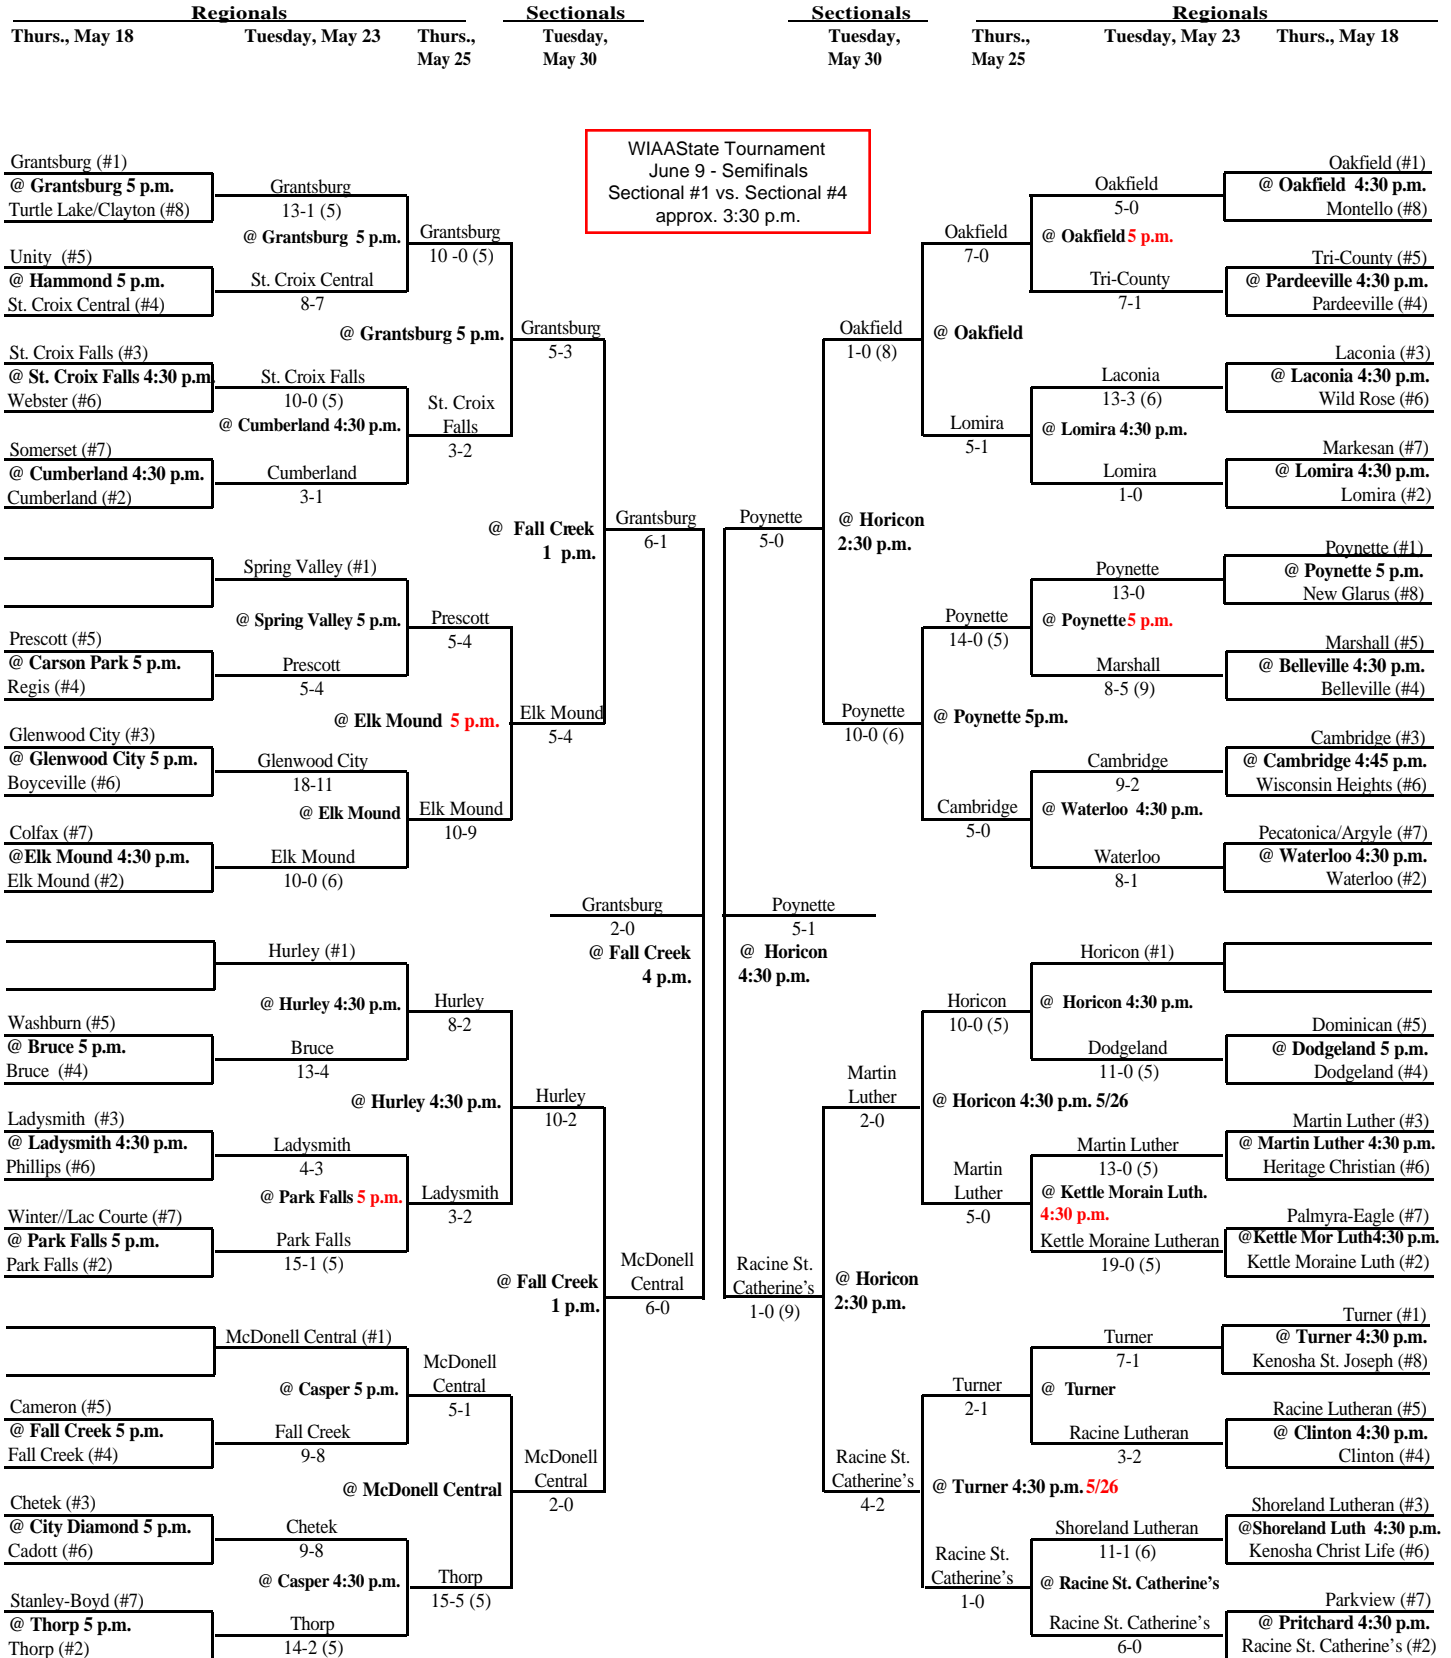 Regionals
Sectionals
Sectionals
Regionals
Thurs., May 18
Tuesday, May 23
Thurs.,
May 25
Tuesday,
May 30
Tuesday,
May 30
Thurs.,
May 25
Tuesday, May 23
Thurs., May 18
WIAAState Tournament
June 9 - Semifinals
Sectional #1 vs. Sectional #4
approx. 3:30 p.m.
Grantsburg (#1)
@ Grantsburg 5 p.m.
Turtle Lake/Clayton (#8)
Unity (#5)
@ Hammond 5 p.m.
St. Croix Central (#4)
St. Croix Falls (#3)
@ St. Croix Falls 4:30 p.m.
Webster (#6)
Somerset (#7)
@ Cumberland 4:30 p.m.
Cumberland (#2)
Prescott (#5)
@ Carson Park 5 p.m.
Regis (#4)
Glenwood City (#3)
@ Glenwood City 5 p.m.
Boyceville (#6)
Colfax (#7)
@Elk Mound 4:30 p.m.
Elk Mound (#2)
Washburn (#5)
@ Bruce 5 p.m.
Bruce (#4)
Ladysmith (#3)
@ Ladysmith 4:30 p.m.
Phillips (#6)
Winter//Lac Courte (#7)
@ Park Falls 5 p.m.
Park Falls (#2)
Cameron (#5)
@ Fall Creek 5 p.m.
Fall Creek (#4)
Chetek (#3)
@ City Diamond 5 p.m.
Cadott (#6)
Stanley-Boyd (#7)
@ Thorp 5 p.m.
Thorp (#2)
Grantsburg
13-1 (5)
@ Grantsburg 5 p.m.
St. Croix Central
8-7
St. Croix Falls
10-0 (5)
@ Cumberland 4:30 p.m.
Cumberland
3-1
Spring Valley (#1)
@ Spring Valley 5 p.m.
Prescott
5-4
Glenwood City
18-11
@ Elk Mound
Elk Mound
10-0 (6)
Hurley (#1)
@ Hurley 4:30 p.m.
Bruce
13-4
Ladysmith
4-3
@ Park Falls 5 p.m.
Park Falls
15-1 (5)
McDonell Central (#1)
@ Casper 5 p.m.
Fall Creek
9-8
Chetek
9-8
@ Casper 4:30 p.m.
Thorp
14-2 (5)
Grantsburg
10 -0 (5)
@ Grantsburg 5 p.m.
St. Croix
Falls
3-2
Prescott
5-4
@ Elk Mound 5 p.m.
Elk Mound
10-9
Hurley
8-2
@ Hurley 4:30 p.m.
Ladysmith
3-2
McDonell
Central
5-1
@ McDonell Central
Thorp
15-5 (5)
Grantsburg
5-3
@ Fall Creek
1 p.m.
Elk Mound
5-4
Hurley
10-2
@ Fall Creek
1 p.m.
McDonell
Central
2-0
Grantsburg
6-1
Grantsburg
2-0
@ Fall Creek
4 p.m.
McDonell
Central
6-0
Poynette
5-0
Poynette
5-1
@ Horicon
4:30 p.m.
Racine St.
Catherine's
1-0 (9)
Oakfield
1-0 (8)
@ Horicon
2:30 p.m.
Poynette
10-0 (6)
Martin
Luther
2-0
@ Horicon
2:30 p.m.
Racine St.
Catherine's
4-2
Oakfield
7-0
@ Oakfield
Lomira
5-1
Poynette
14-0 (5)
@ Poynette 5p.m.
Cambridge
5-0
Horicon
10-0 (5)
@ Horicon 4:30 p.m. 5/26
Martin
Luther
5-0
Turner
2-1
@ Turner 4:30 p.m. 5/26
Racine St.
Catherine's
1-0
Oakfield
5-0
@ Oakfield 5 p.m.
Tri-County
7-1
Laconia
13-3 (6)
@ Lomira 4:30 p.m.
Lomira
1-0
Poynette
13-0
@ Poynette 5 p.m.
Marshall
8-5 (9)
Cambridge
9-2
@ Waterloo 4:30 p.m.
Waterloo
8-1
Horicon (#1)
@ Horicon 4:30 p.m.
Dodgeland
11-0 (5)
Martin Luther
13-0 (5)
@ Kettle Morain Luth.
4:30 p.m.
Kettle Moraine Lutheran
19-0 (5)
Turner
7-1
@ Turner
Racine Lutheran
3-2
Shoreland Lutheran
11-1 (6)
@ Racine St. Catherine's
Racine St. Catherine's
6-0
Oakfield (#1)
@ Oakfield 4:30 p.m.
Montello (#8)
Tri-County (#5)
@ Pardeeville 4:30 p.m.
Pardeeville (#4)
Laconia (#3)
@ Laconia 4:30 p.m.
Wild Rose (#6)
Markesan (#7)
@ Lomira 4:30 p.m.
Lomira (#2)
Poynette (#1)
@ Poynette 5 p.m.
New Glarus (#8)
Marshall (#5)
@ Belleville 4:30 p.m.
Belleville (#4)
Cambridge (#3)
@ Cambridge 4:45 p.m.
Wisconsin Heights (#6)
Pecatonica/Argyle (#7)
@ Waterloo 4:30 p.m.
Waterloo (#2)
Dominican (#5)
@ Dodgeland 5 p.m.
Dodgeland (#4)
Martin Luther (#3)
@ Martin Luther 4:30 p.m.
Heritage Christian (#6)
Palmyra-Eagle (#7)
@Kettle Mor Luth4:30 p.m.
Kettle Moraine Luth (#2)
Turner (#1)
@ Turner 4:30 p.m.
Kenosha St. Joseph (#8)
Racine Lutheran (#5)
@ Clinton 4:30 p.m.
Clinton (#4)
Shoreland Lutheran (#3)
@Shoreland Luth 4:30 p.m.
Kenosha Christ Life (#6)
Parkview (#7)
@ Pritchard 4:30 p.m.
Racine St. Catherine's (#2)